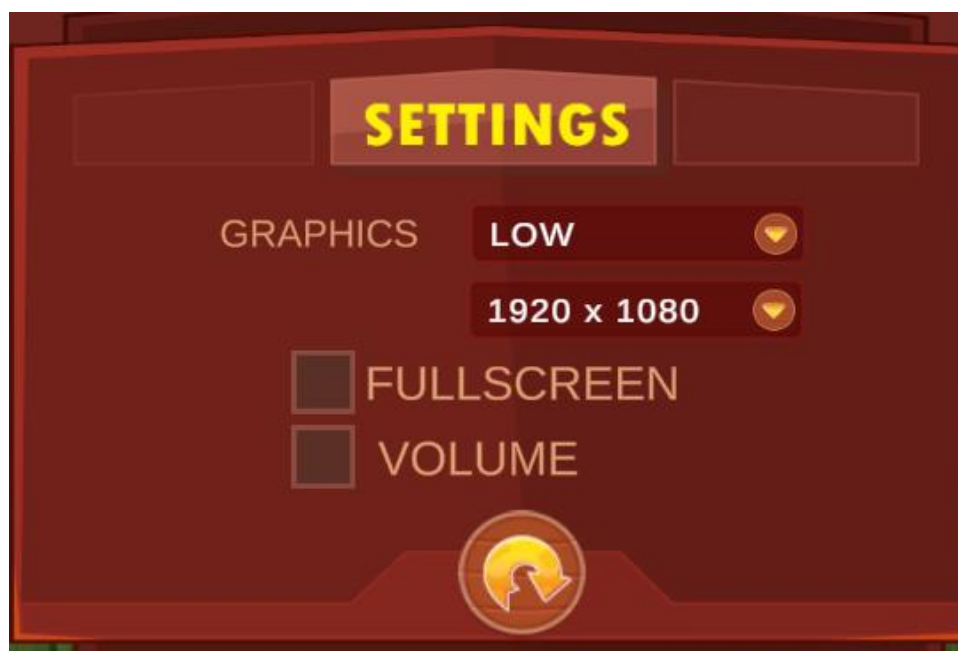 SETTINGS
GRAPHICS LOW
1920 x 1080
FULLSCREEN
VOLUME